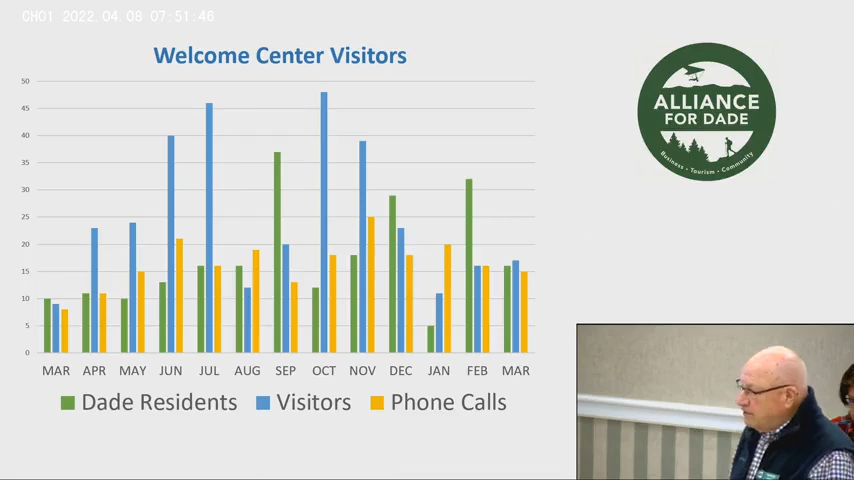 CH01 2022.04.08 07:51:46
Welcome Center Visitors
50
45
40
35
30
25
20
15
10
5
0
MAR APR MAY JUN JUL AUG SEP OCT NOV DEC JAN FEB MAR
Dade Residents Visitors Phone Calls
ALLIANCE
FOR DADE
Business • Tourism • Community